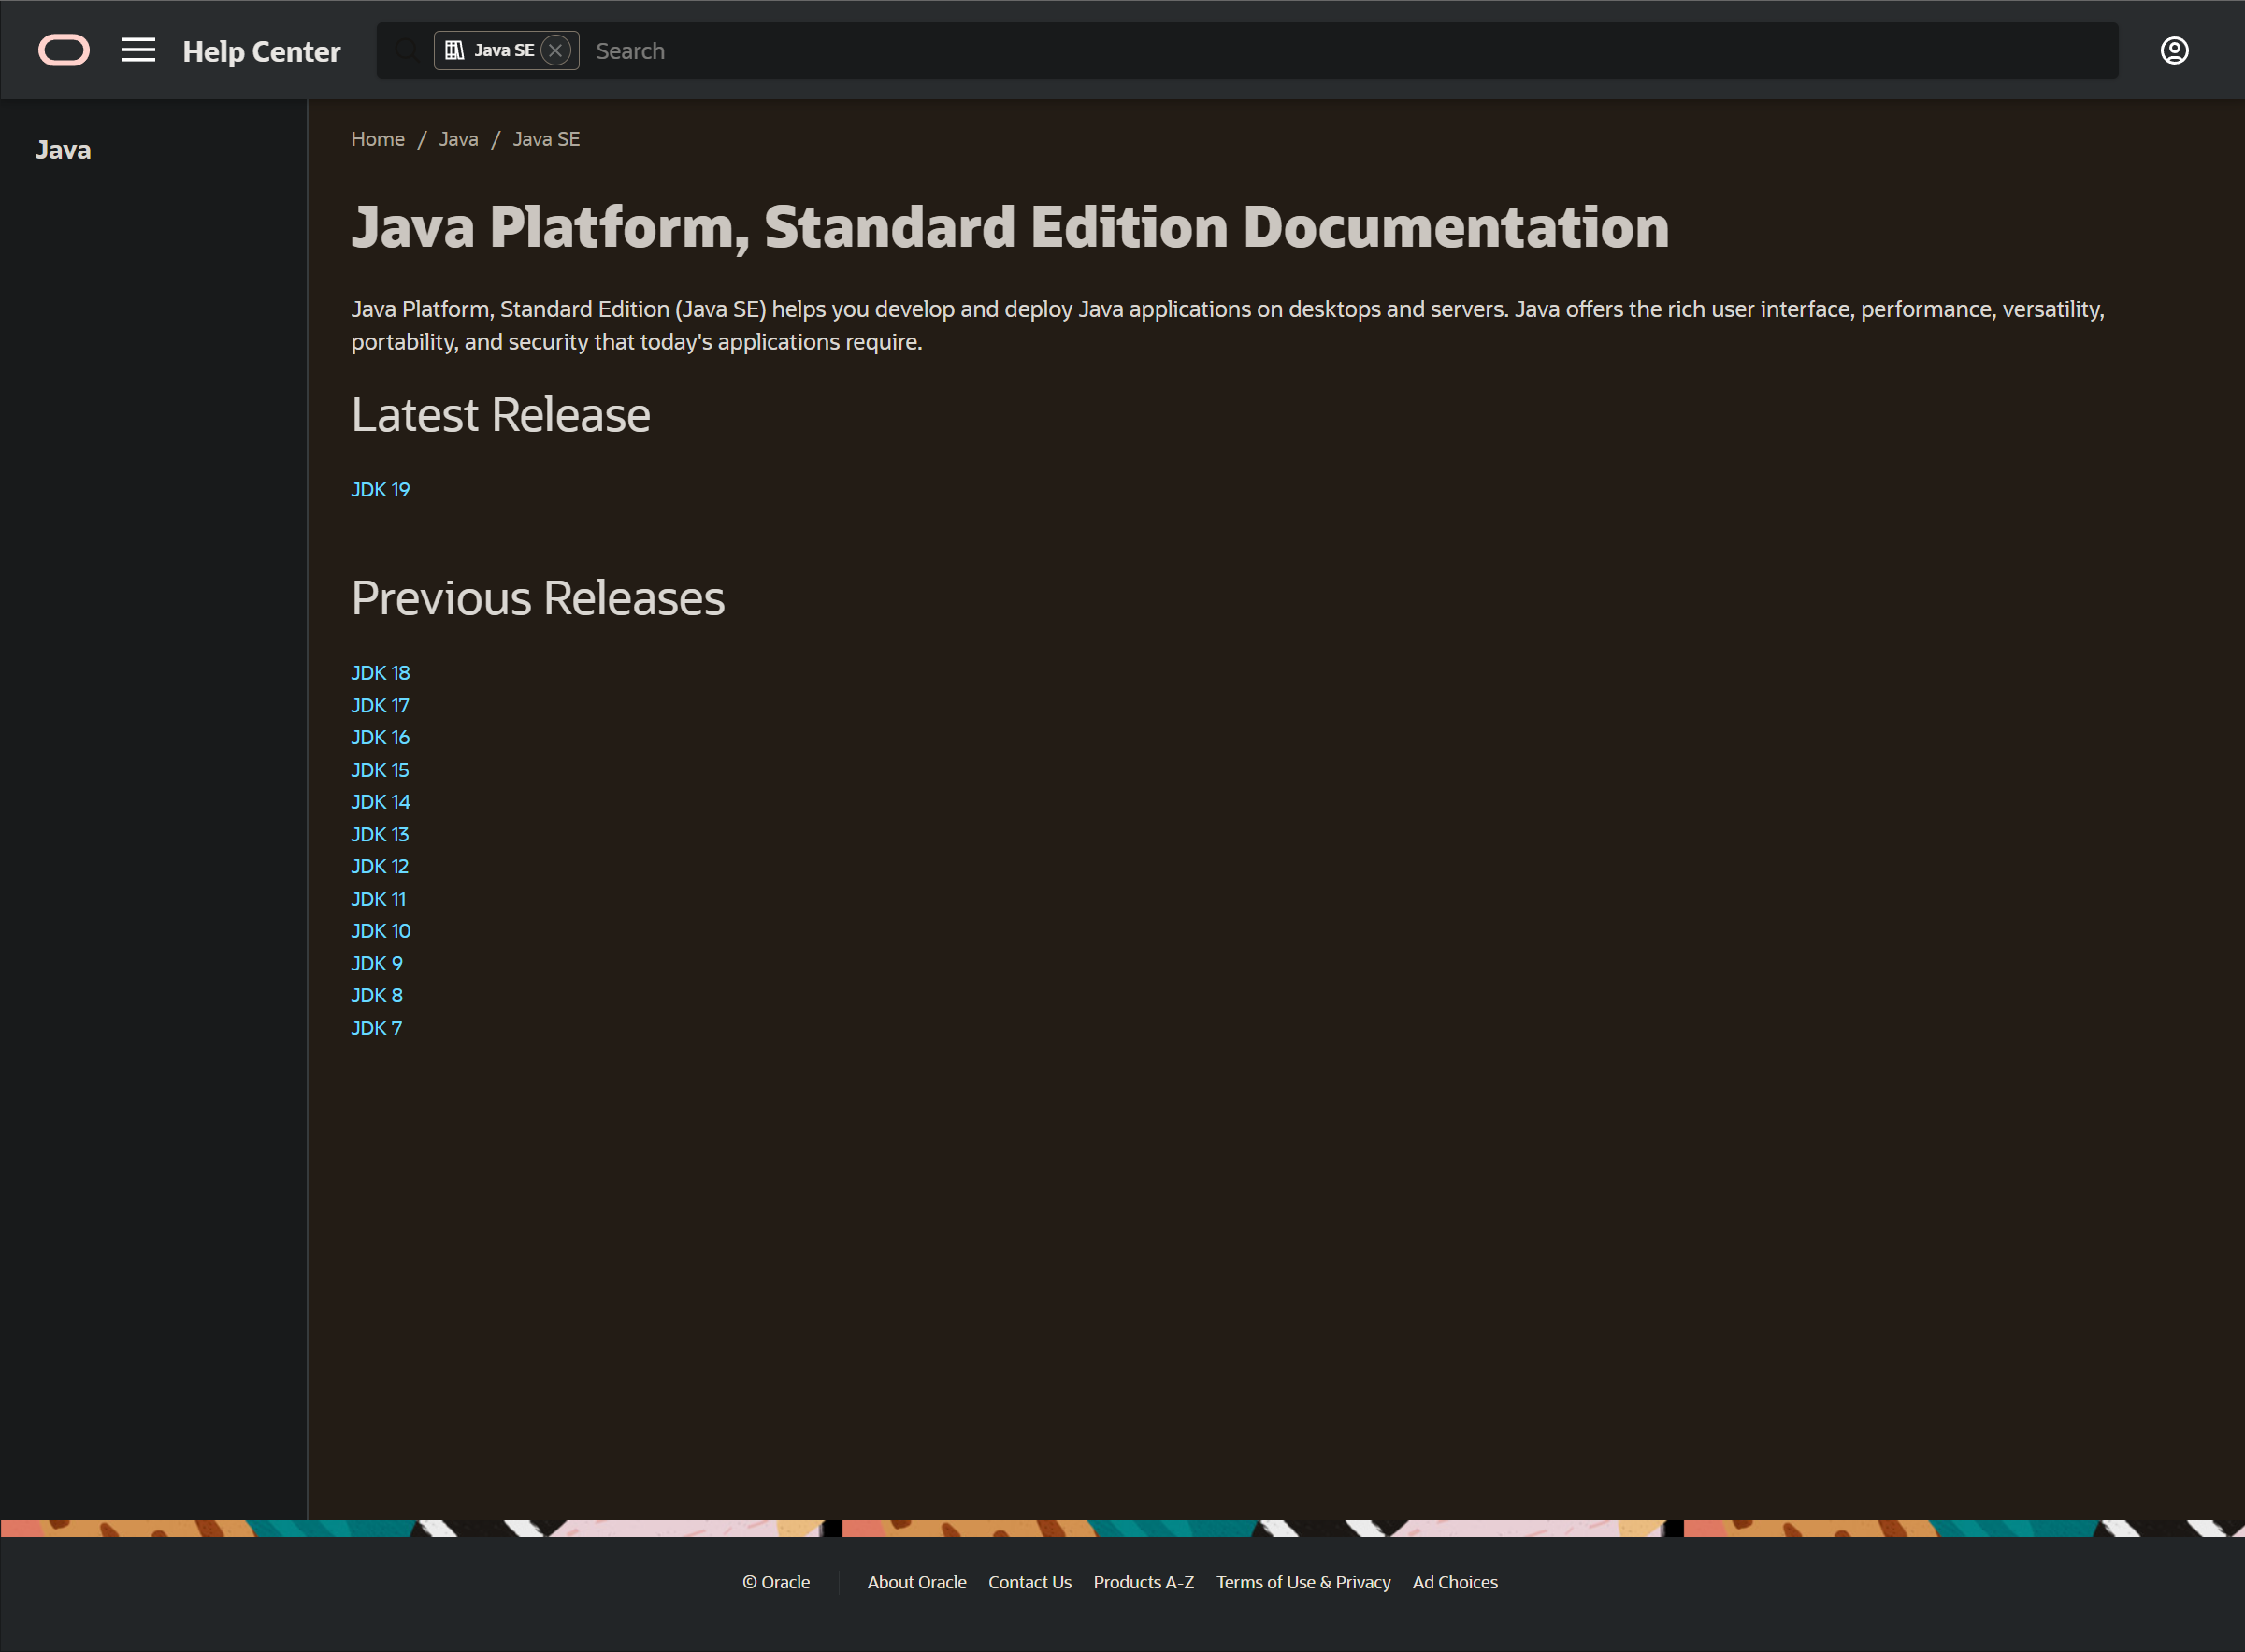 Help Center
Java SE
Search
Java
Home / Java / Java SE
Java Platform, Standard Edition Documentation
Java Platform, Standard Edition (Java SE) helps you develop and deploy Java applications on desktops and servers. Java offers the rich user interface, performance, versatility,
portability, and security that today's applications require.
Latest Release
JDK 19
Previous Releases
JDK 18
JDK 17
JDK 16
JDK 15
JDK 14
JDK 13
JDK 12
JDK 11
JDK 10
JDK 9
JDK 8
JDK 7
© Oracle
About Oracle Contact Us Products A-Z Terms of Use & Privacy Ad Choices